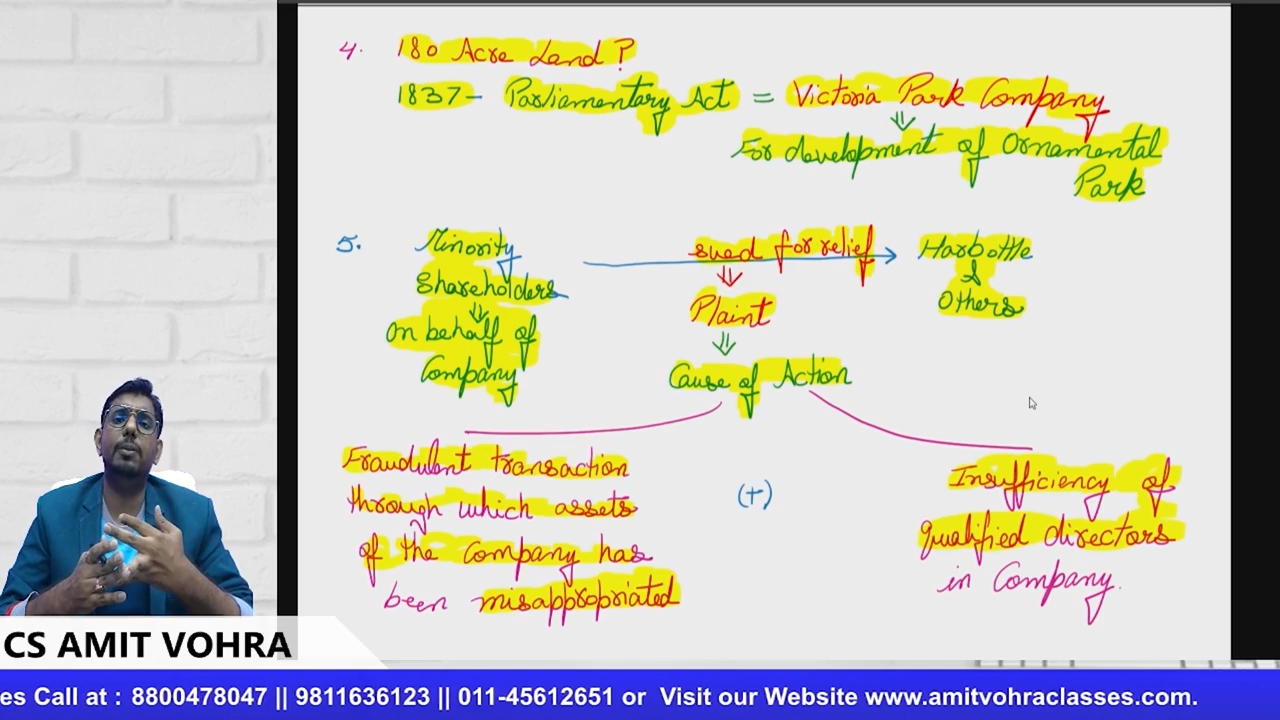 4. 180 Acre Land?
1837 - Parliamentary Act = Victoria Park Company
For development of Ornamental
Park
5. Minority sued for relief Harbottle
Shareholders &
Plaint Others
On behalf of
Company Cause of Action
Fraudulent transaction Insufficiency of
through which assets (+) qualified directors
of the Company has in Company.
been misappropriated
CS AMIT VOHRA
es Call at : 8800478047 || 9811636123 || 011-45612651 or Visit our Website www.amitvohraclasses.com.